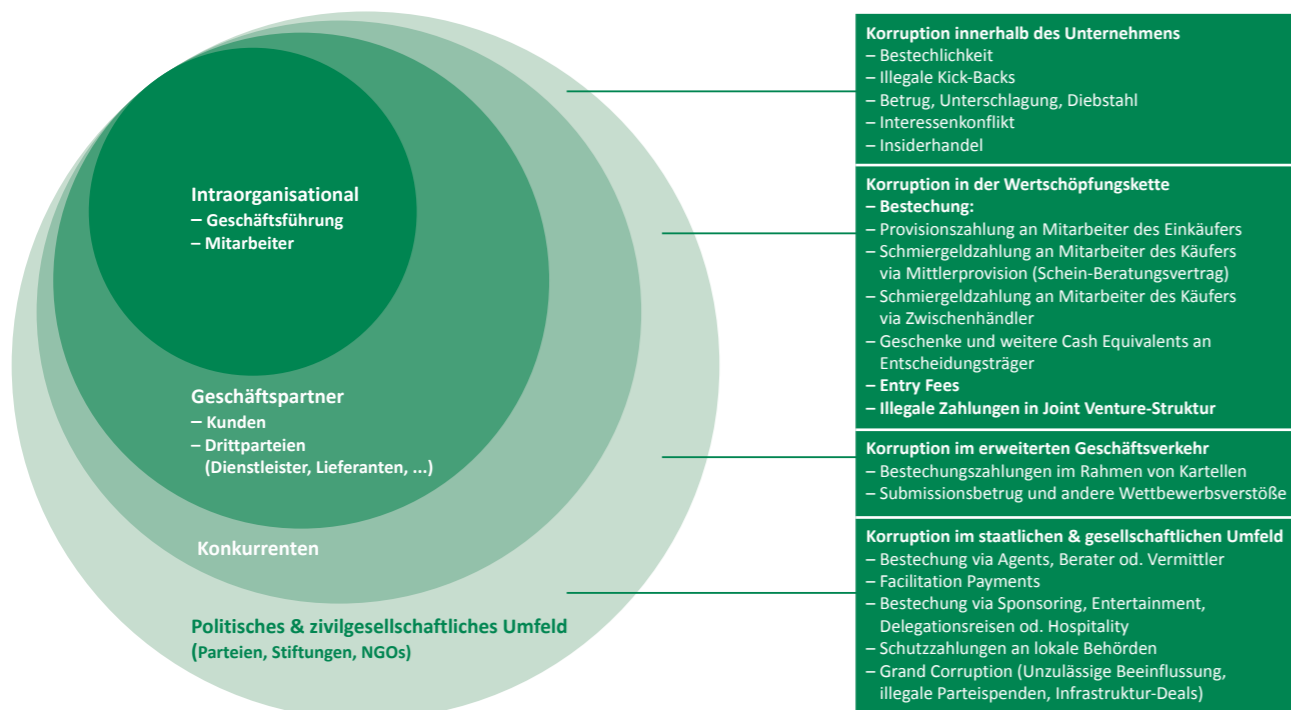 Intraorganisational
– Geschäftsführung
– Mitarbeiter
Geschäftspartner
– Kunden
– Drittparteien
(Dienstleister, Lieferanten, ...)
Konkurrenten
Politisches & zivilgesellschaftliches Umfeld
(Parteien, Stiftungen, NGOs)
Korruption innerhalb des Unternehmens
– Bestechlichkeit
– Illegale Kick-Backs
– Betrug, Unterschlagung, Diebstahl
– Interessenkonflikt
– Insiderhandel
Korruption in der Wertschöpfungskette
– Bestechung:
– Provisionszahlung an Mitarbeiter des Einkäufers
– Schmiergeldzahlung an Mitarbeiter des Käufers
via Mittlerprovision (Schein-Beratungsvertrag)
– Schmiergeldzahlung an Mitarbeiter des Käufers
via Zwischenhändler
– Geschenke und weitere Cash Equivalents an
Entscheidungsträger
– Entry Fees
– Illegale Zahlungen in Joint Venture-Struktur
Korruption im erweiterten Geschäftsverkehr
– Bestechungszahlungen im Rahmen von Kartellen
– Submissionsbetrug und andere Wettbewerbsverstöße
Korruption im staatlichen & gesellschaftlichen Umfeld
– Bestechung via Agents, Berater od. Vermittler
– Facilitation Payments
– Bestechung via Sponsoring, Entertainment,
Delegationsreisen od. Hospitality
– Schutzzahlungen an lokale Behörden
– Grand Corruption (Unzulässige Beeinflussung,
illegale Parteispenden, Infrastruktur-Deals)